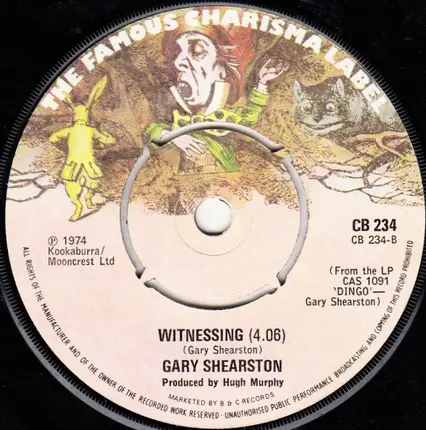 THE FAMOUS CHARISMA LABEL
CB 234
CB 234-B
℗ 1974
Kookaburra/
Mooncrest Ltd
(From the LP
CAS 1091
'DINGO'—
Gary Shearston)
WITNESSING (4.06)
(Gary Shearston)
GARY SHEARSTON
Produced by Hugh Murphy
MARKETED BY B & C RECORDS
ALL RIGHTS OF THE MANUFACTURER AND OF THE OWNER OF THE RECORDED WORK RESERVED · UNAUTHORISED PUBLIC PERFORMANCE BROADCASTING AND COPYING OF THIS RECORD PROHIBITED